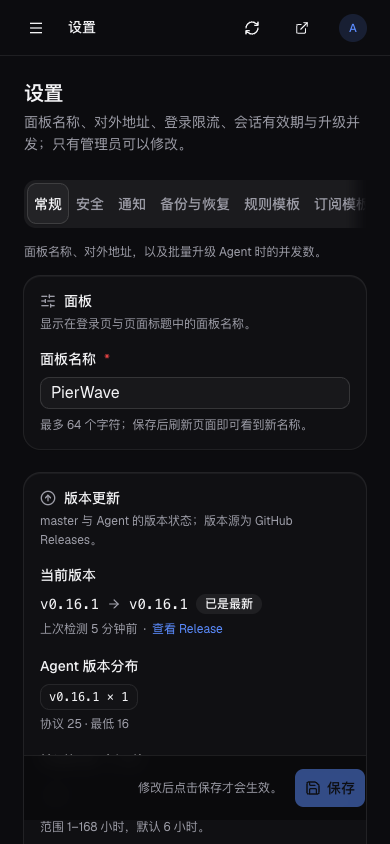 设置
A
设置
面板名称、对外地址、登录限流、会话有效期与升级并
发；只有管理员可以修改。
常规 安全 通知 备份与恢复 规则模板 订阅模板
面板名称、对外地址，以及批量升级 Agent 时的并发数。
面板
显示在登录页与页面标题中的面板名称。
面板名称 *
PierWave
最多 64 个字符；保存后刷新页面即可看到新名称。
版本更新
master 与 Agent 的版本状态；版本源为 GitHub
Releases。
当前版本
v0.16.1 → v0.16.1 已是最新
上次检测 5 分钟前 · 查看 Release
Agent 版本分布
v0.16.1 × 1
协议 25 · 最低 16
修改后点击保存才会生效。 保存
范围 1–168 小时，默认 6 小时。